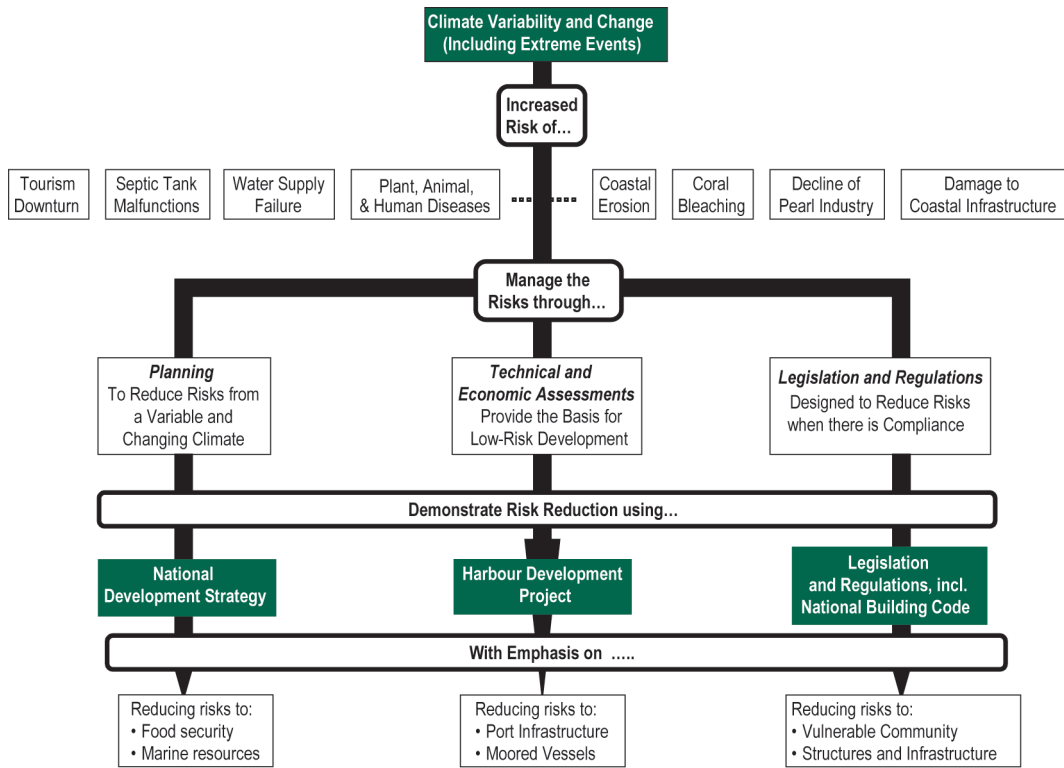 Climate Variability and Change
(Including Extreme Events)
Increased
Risk of…
Tourism
Downturn
Septic Tank
Malfunctions
Water Supply
Failure
Plant, Animal,
& Human Diseases
Coastal
Erosion
Coral
Bleaching
Decline of
Pearl Industry
Damage to
Coastal Infrastructure
Manage the
Risks through…
Planning
To Reduce Risks from
a Variable and
Changing Climate
Technical and
Economic Assessments
Provide the Basis for
Low-Risk Development
Legislation and Regulations
Designed to Reduce Risks
when there is Compliance
Demonstrate Risk Reduction using…
National
Development Strategy
Harbour Development
Project
Legislation
and Regulations, incl.
National Building Code
With Emphasis on …..
Reducing risks to:
• Food security
• Marine resources
Reducing risks to:
• Port Infrastructure
• Moored Vessels
Reducing risks to:
• Vulnerable Community
• Structures and Infrastructure